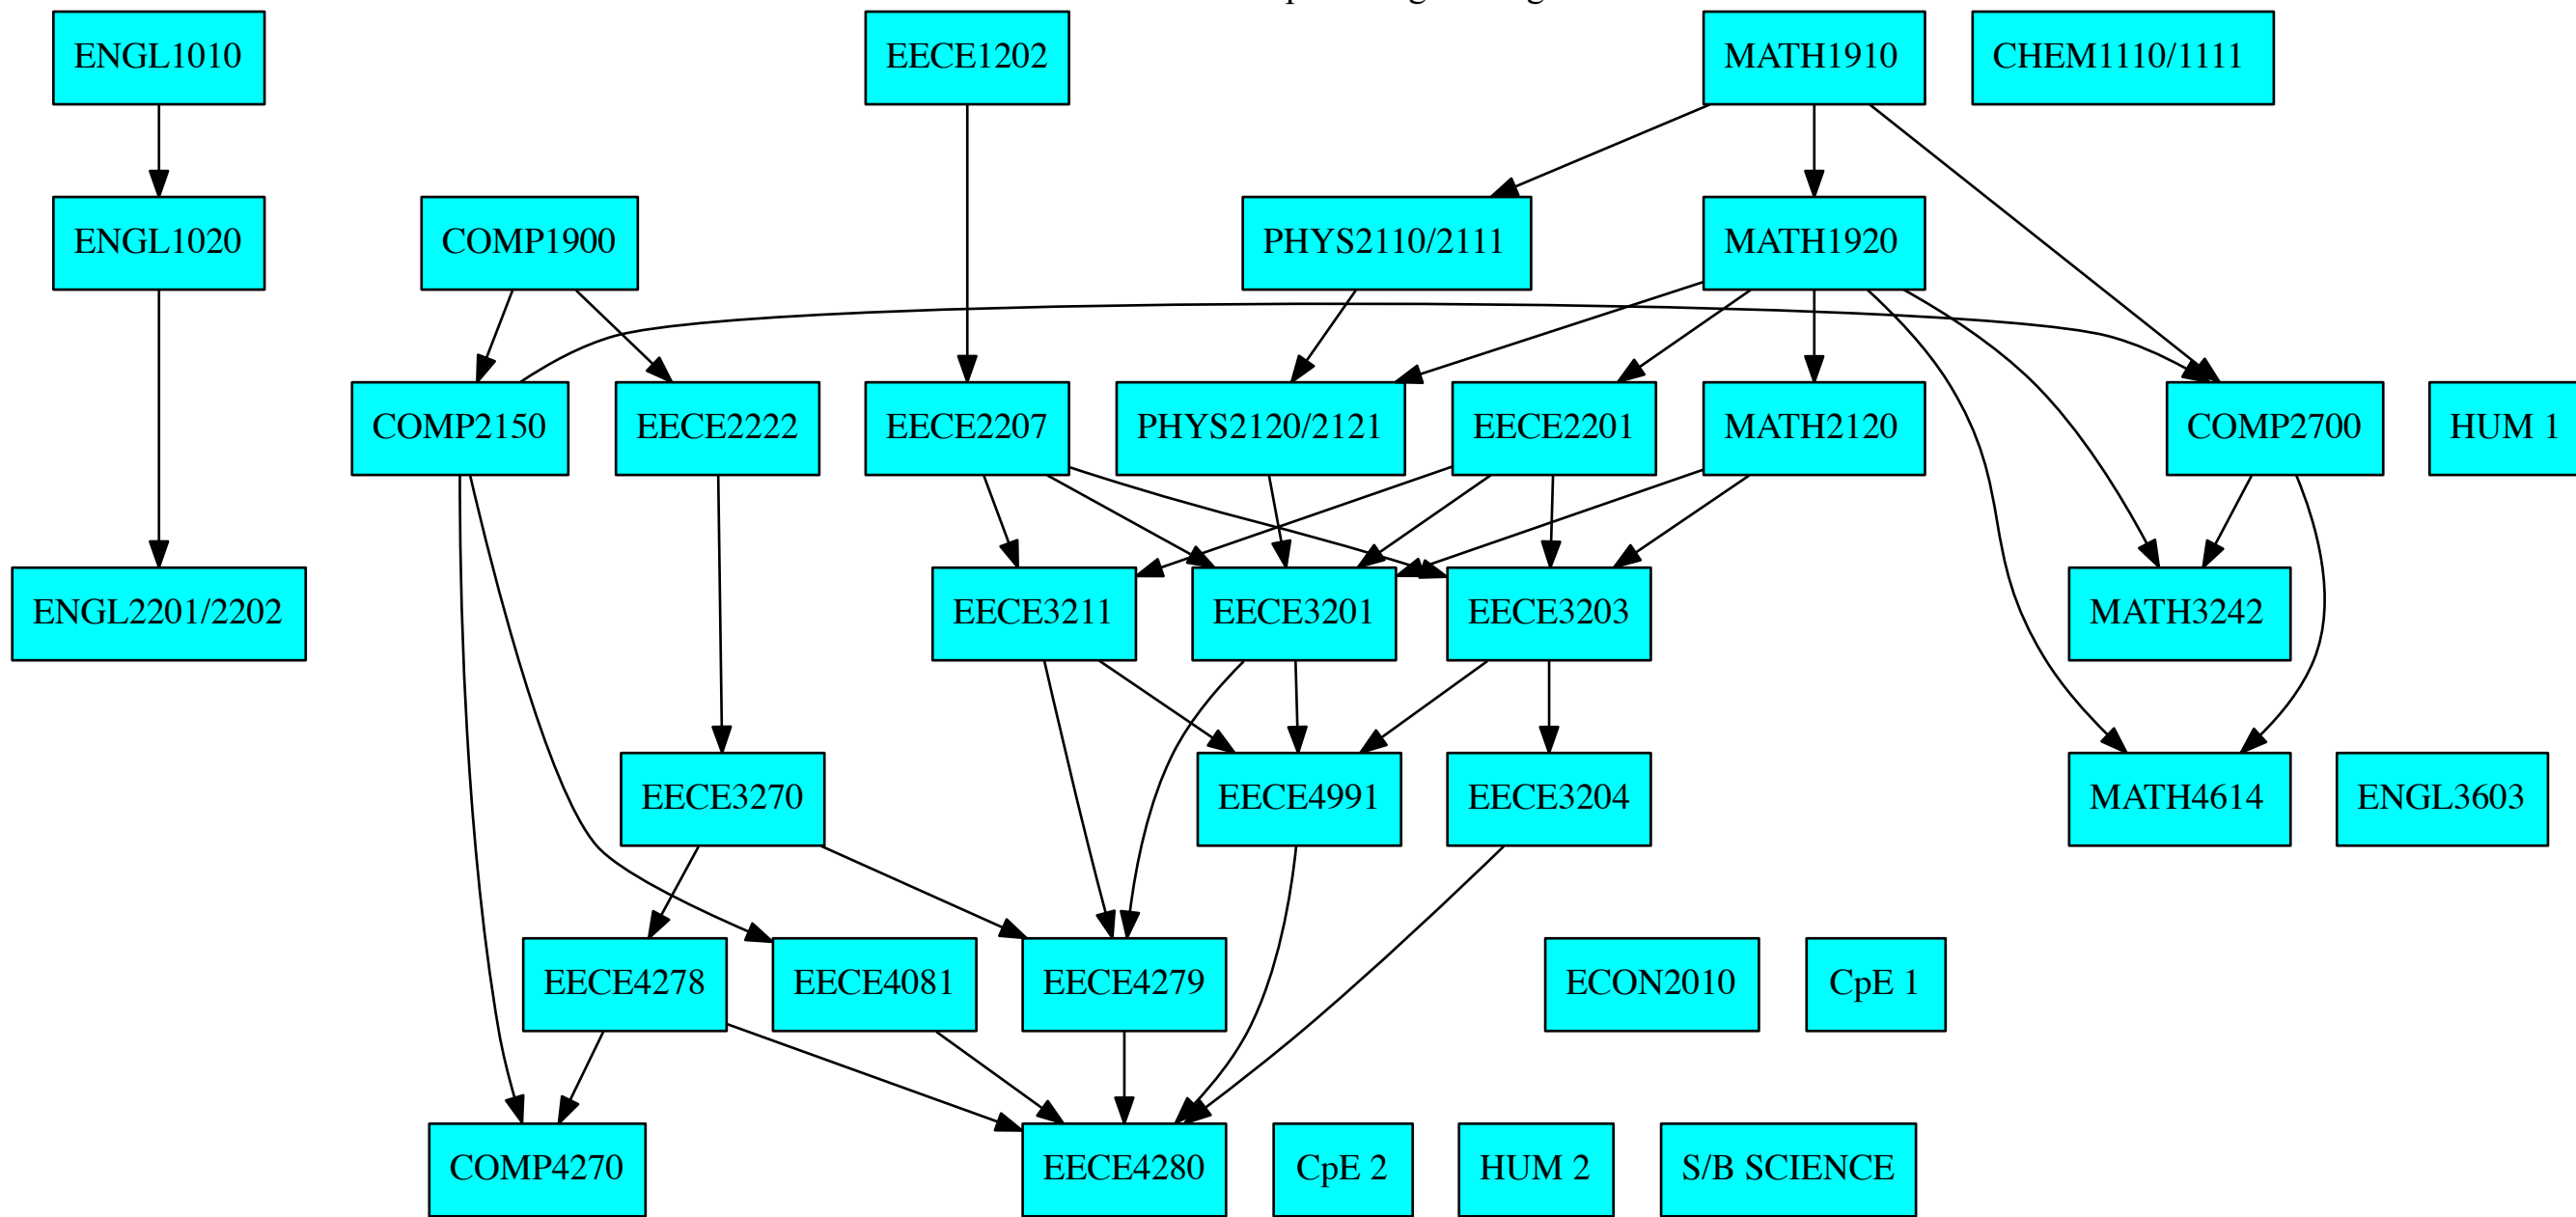 ENGL1010
EECE1202
MATH1910
CHEM1110/1111
ENGL1020
COMP1900
PHYS2110/2111
MATH1920
COMP2150
EECE2222
EECE2207
PHYS2120/2121
EECE2201
MATH2120
COMP2700
HUM 1
ENGL2201/2202
EECE3211
EECE3201
EECE3203
MATH3242
EECE3270
EECE4991
EECE3204
MATH4614
ENGL3603
EECE4278
EECE4081
EECE4279
ECON2010
CpE 1
COMP4270
EECE4280
CpE 2
HUM 2
S/B SCIENCE